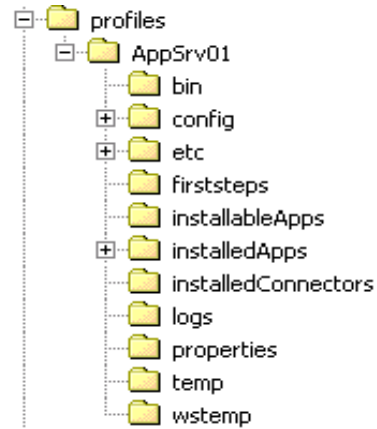 profiles
AppSrv01
bin
config
etc
firststeps
installableApps
installedApps
installedConnectors
logs
properties
temp
wstemp